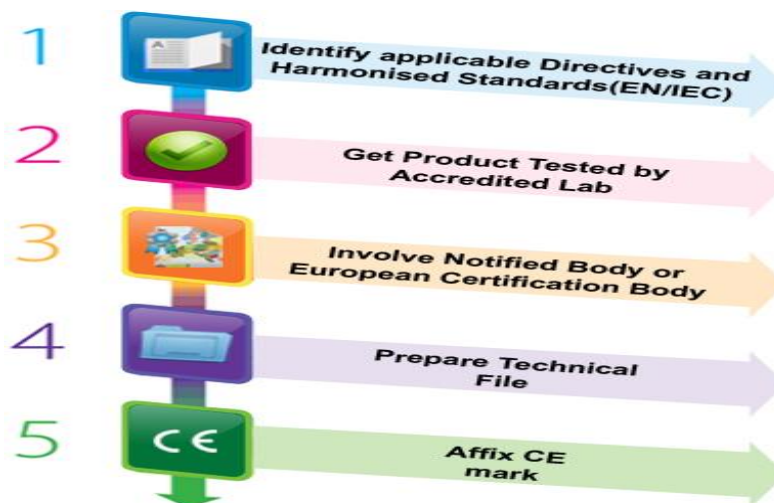 1
Identify applicable Directives and
Harmonised Standards(EN/IEC)
2
Get Product Tested by
Accredited Lab
3
Involve Notified Body or
European Certification Body
4
Prepare Technical
File
5
CE
Affix CE
mark